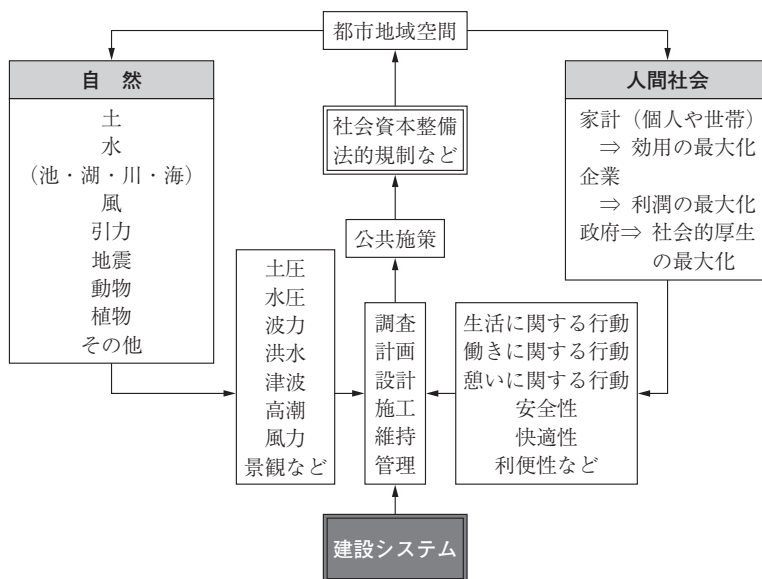 都市地域空間
自 然
土
水
(池・湖・川・海)
風
引力
地震
動物
植物
その他
社会資本整備
法的規制など
公共施策
人間社会
家計(個人や世帯)
⇒ 効用の最大化
企業
⇒ 利潤の最大化
政府⇒ 社会的厚生
の最大化
土圧
水圧
波力
洪水
津波
高潮
風力
景観など
調査
計画
設計
施工
維持
管理
生活に関する行動
働きに関する行動
憩いに関する行動
安全性
快適性
利便性など
建設システム